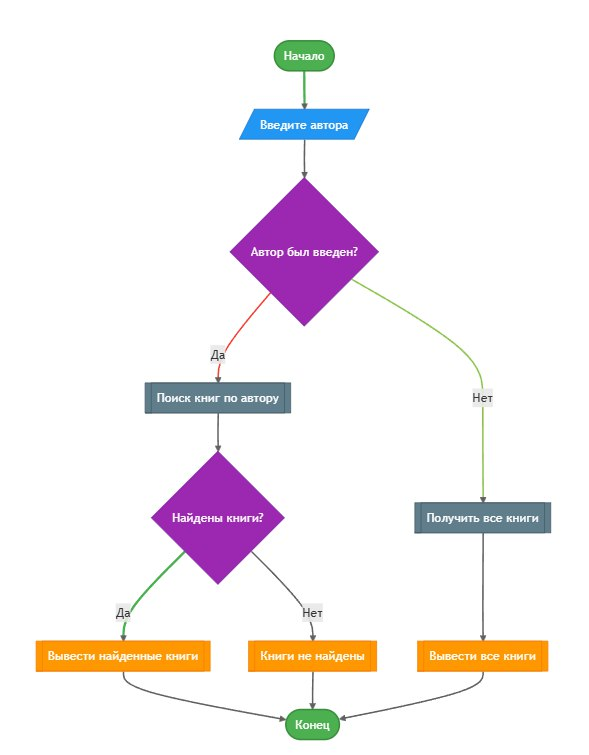 Начало
Введите автора
Автор был введен?
Да
Поиск книг по автору
Нет
Найдены книги?
Получить все книги
Да
Нет
Вывести найденные книги
Книги не найдены
Вывести все книги
Конец